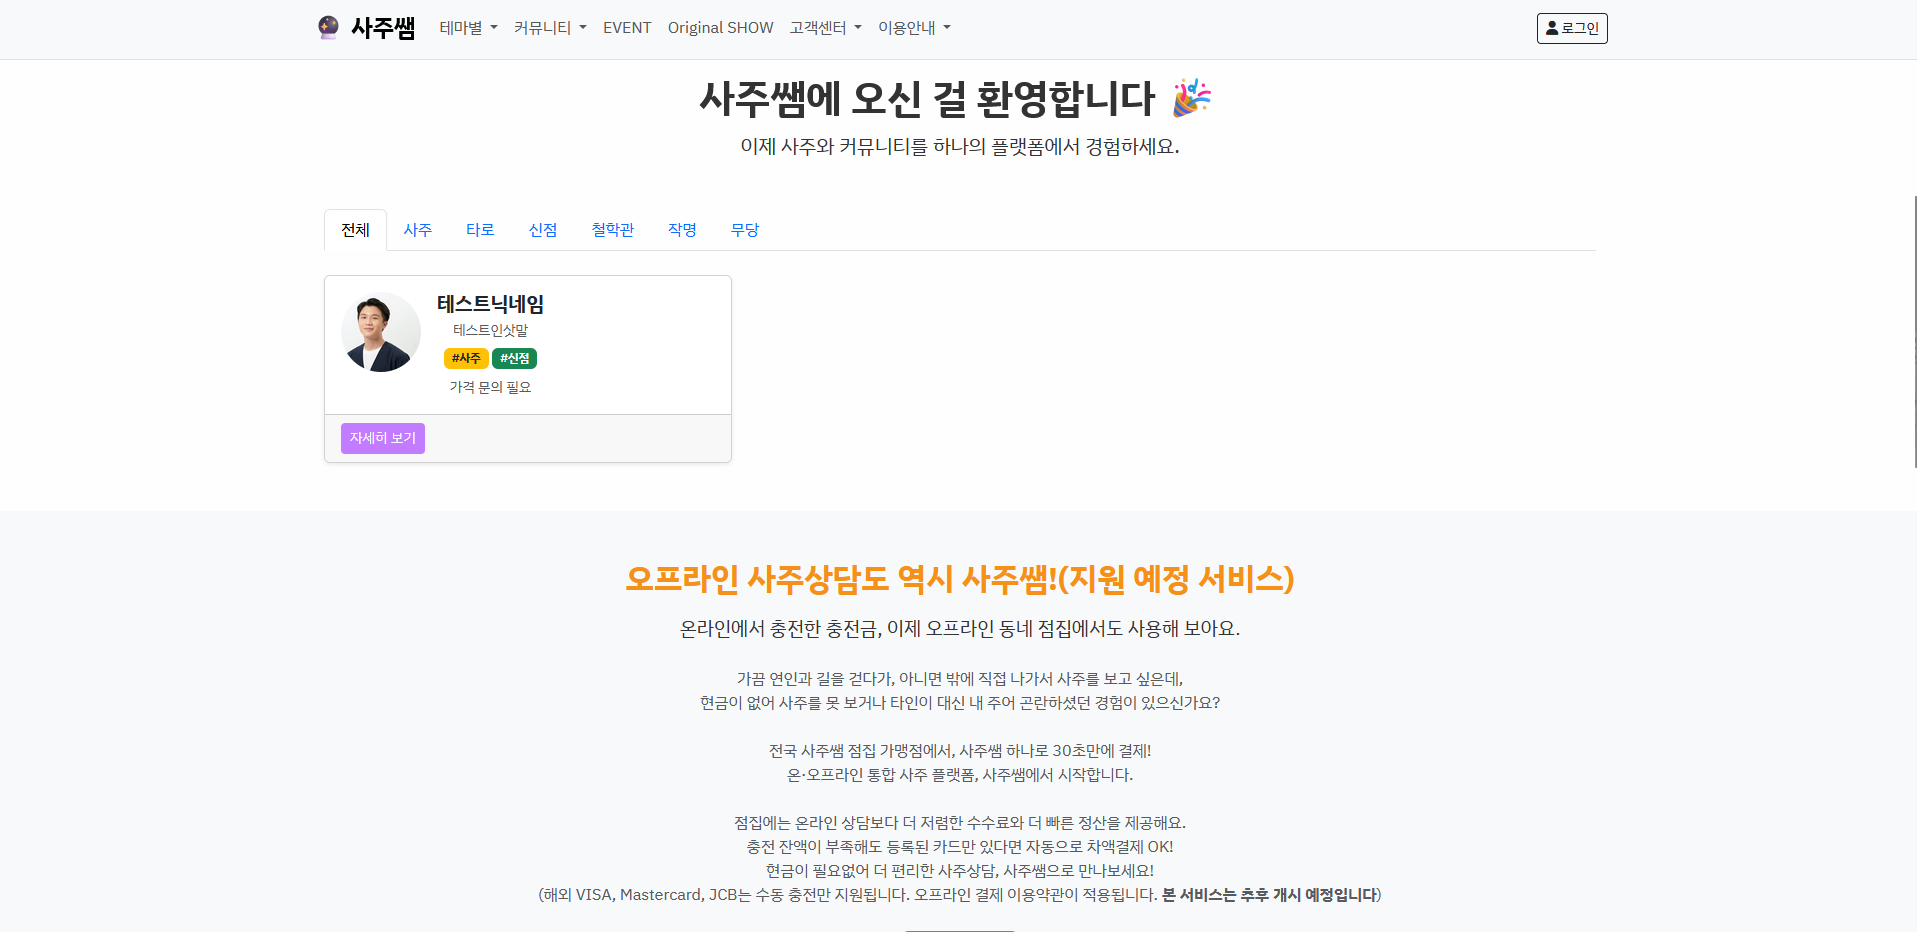 사주쌤
테마별
커뮤니티
EVENT
Original SHOW
고객센터
이용안내
로그인
사주쌤에 오신 걸 환영합니다
이제 사주와 커뮤니티를 하나의 플랫폼에서 경험하세요.
전체
사주
타로
신점
철학관
작명
무당
테스트닉네임
테스트인삿말
#사주 #신점
가격 문의 필요
자세히 보기
오프라인 사주상담도 역시 사주쌤!(지원 예정 서비스)
온라인에서 충전한 충전금, 이제 오프라인 동네 점집에서도 사용해 보아요.
가끔 연인과 길을 걷다가, 아니면 밖에 직접 나가서 사주를 보고 싶은데,
현금이 없어 사주를 못 보거나 타인이 대신 내 주어 곤란하셨던 경험이 있으신가요?
전국 사주쌤 점집 가맹점에서, 사주쌤 하나로 30초만에 결제!
온·오프라인 통합 사주 플랫폼, 사주쌤에서 시작합니다.
점집에는 온라인 상담보다 더 저렴한 수수료와 더 빠른 정산을 제공해요.
충전 잔액이 부족해도 등록된 카드만 있다면 자동으로 차액결제 OK!
현금이 필요없어 더 편리한 사주상담, 사주쌤으로 만나보세요!
(해외 VISA, Mastercard, JCB는 수동 충전만 지원됩니다. 오프라인 결제 이용약관이 적용됩니다. 본 서비스는 추후 개시 예정입니다)